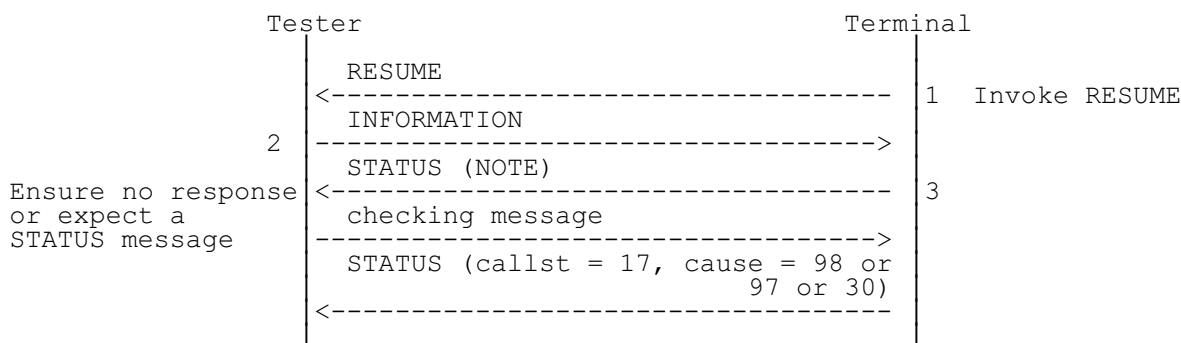 Tester Terminal
RESUME
<----------------------------------- 1 Invoke RESUME
INFORMATION
2 ----------------------------------->
STATUS (NOTE)
Ensure no response <----------------------------------- 3
or expect a checking message
STATUS message ----------------------------------->
STATUS (callst = 17, cause = 98 or
97 or 30)
<-----------------------------------